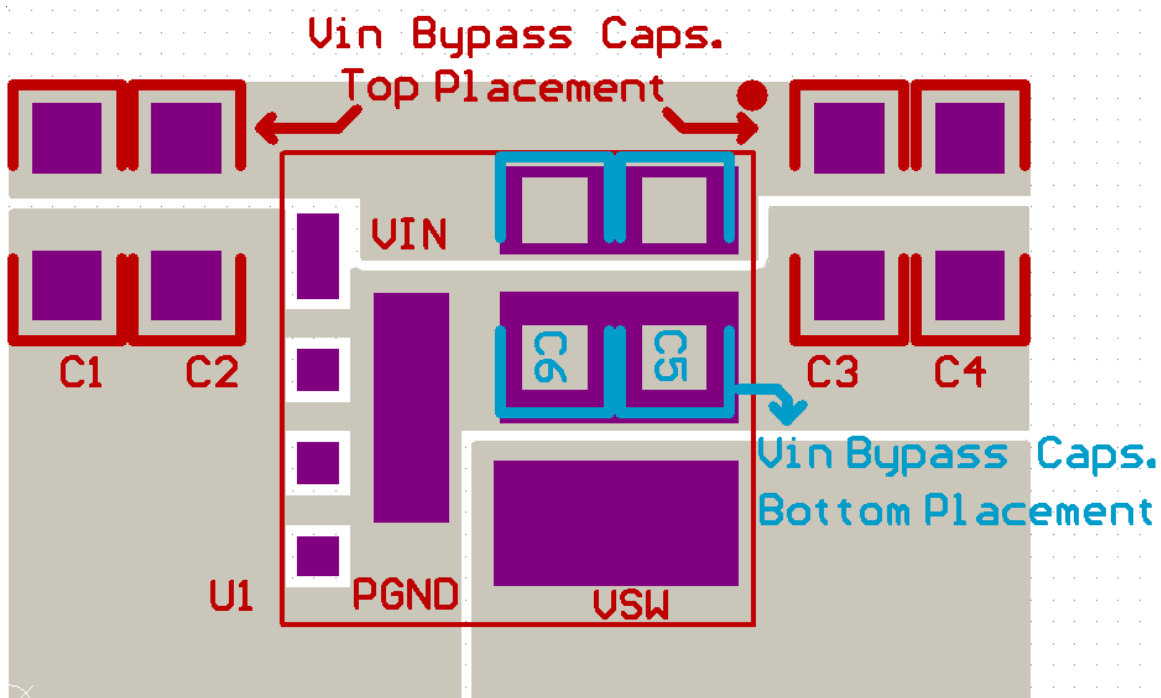 Vin Bypass Caps.
Top Placement
VIN
C6
C5
C1
C2
C3
C4
Vin Bypass Caps.
Bottom Placement
U1
PGND
VSW